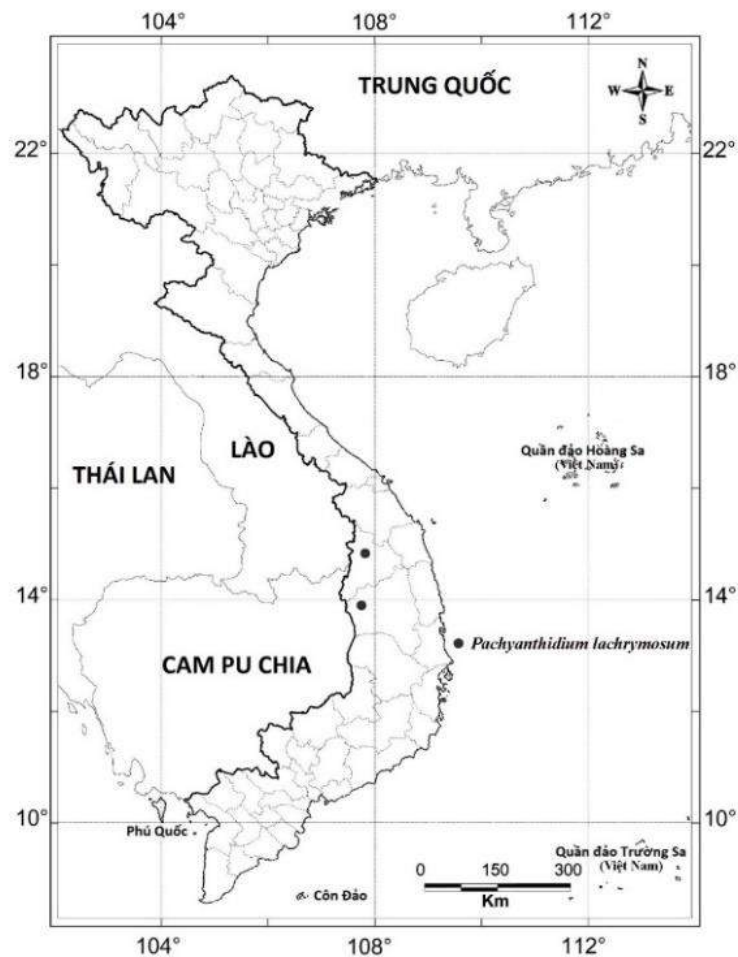 104°
108°
112°
N
W E
S
TRUNG QUỐC
22°
22°
18°
18°
Quần đảo Hoàng Sa
(Việt Nam)
LÀO
THÁI LAN
14°
14°
Pachyanthidium lachrymosum
CAM PU CHIA
10°
10°
Phú Quốc
Quần đảo Trường Sa
(Việt Nam)
0 150 300
Km
Côn Đảo
104°
108°
112°